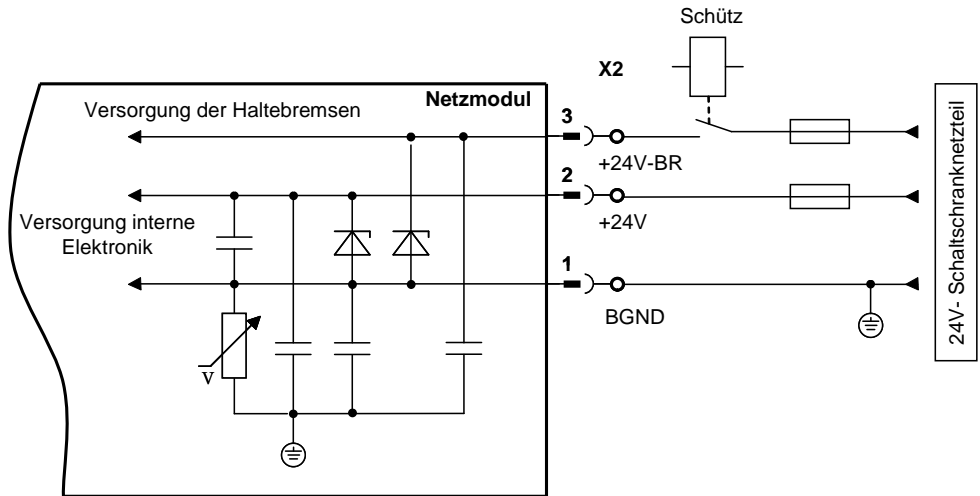 Schütz
X2
Netzmodul
Versorgung der Haltebremsen
3
+24V-BR
2
+24V
Versorgung interne
Elektronik
1
BGND
V
24V- Schaltschranknetzteil